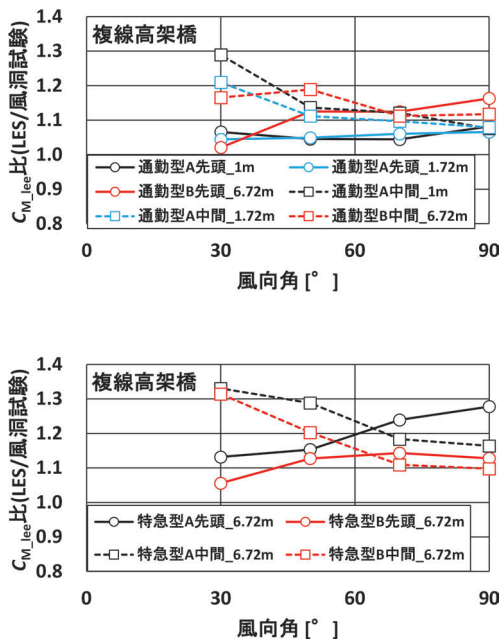 1.4
複線高架橋
1.3
1.2
1.1
1.0
0.9
0.8
C_M_lee比(LES/風洞試験)
通勤型A先頭_1m 通勤型A先頭_1.72m
通勤型B先頭_6.72m 通勤型A中間_1m
通勤型A中間_1.72m 通勤型B中間_6.72m
0 30 60 90
風向角[°]
1.4
複線高架橋
1.3
1.2
1.1
1.0
0.9
0.8
C_M_lee比(LES/風洞試験)
特急型A先頭_6.72m 特急型B先頭_6.72m
特急型A中間_6.72m 特急型B中間_6.72m
0 30 60 90
風向角[°]